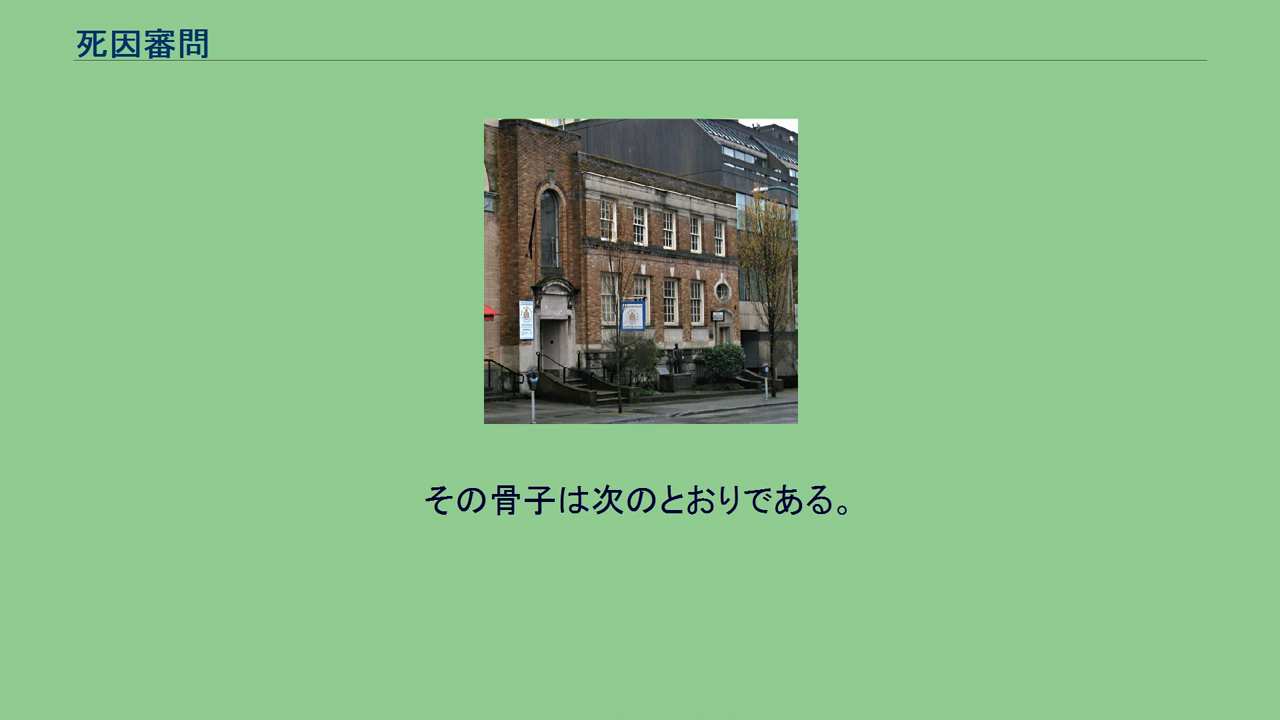 死因審問
その骨子は次のとおりである。